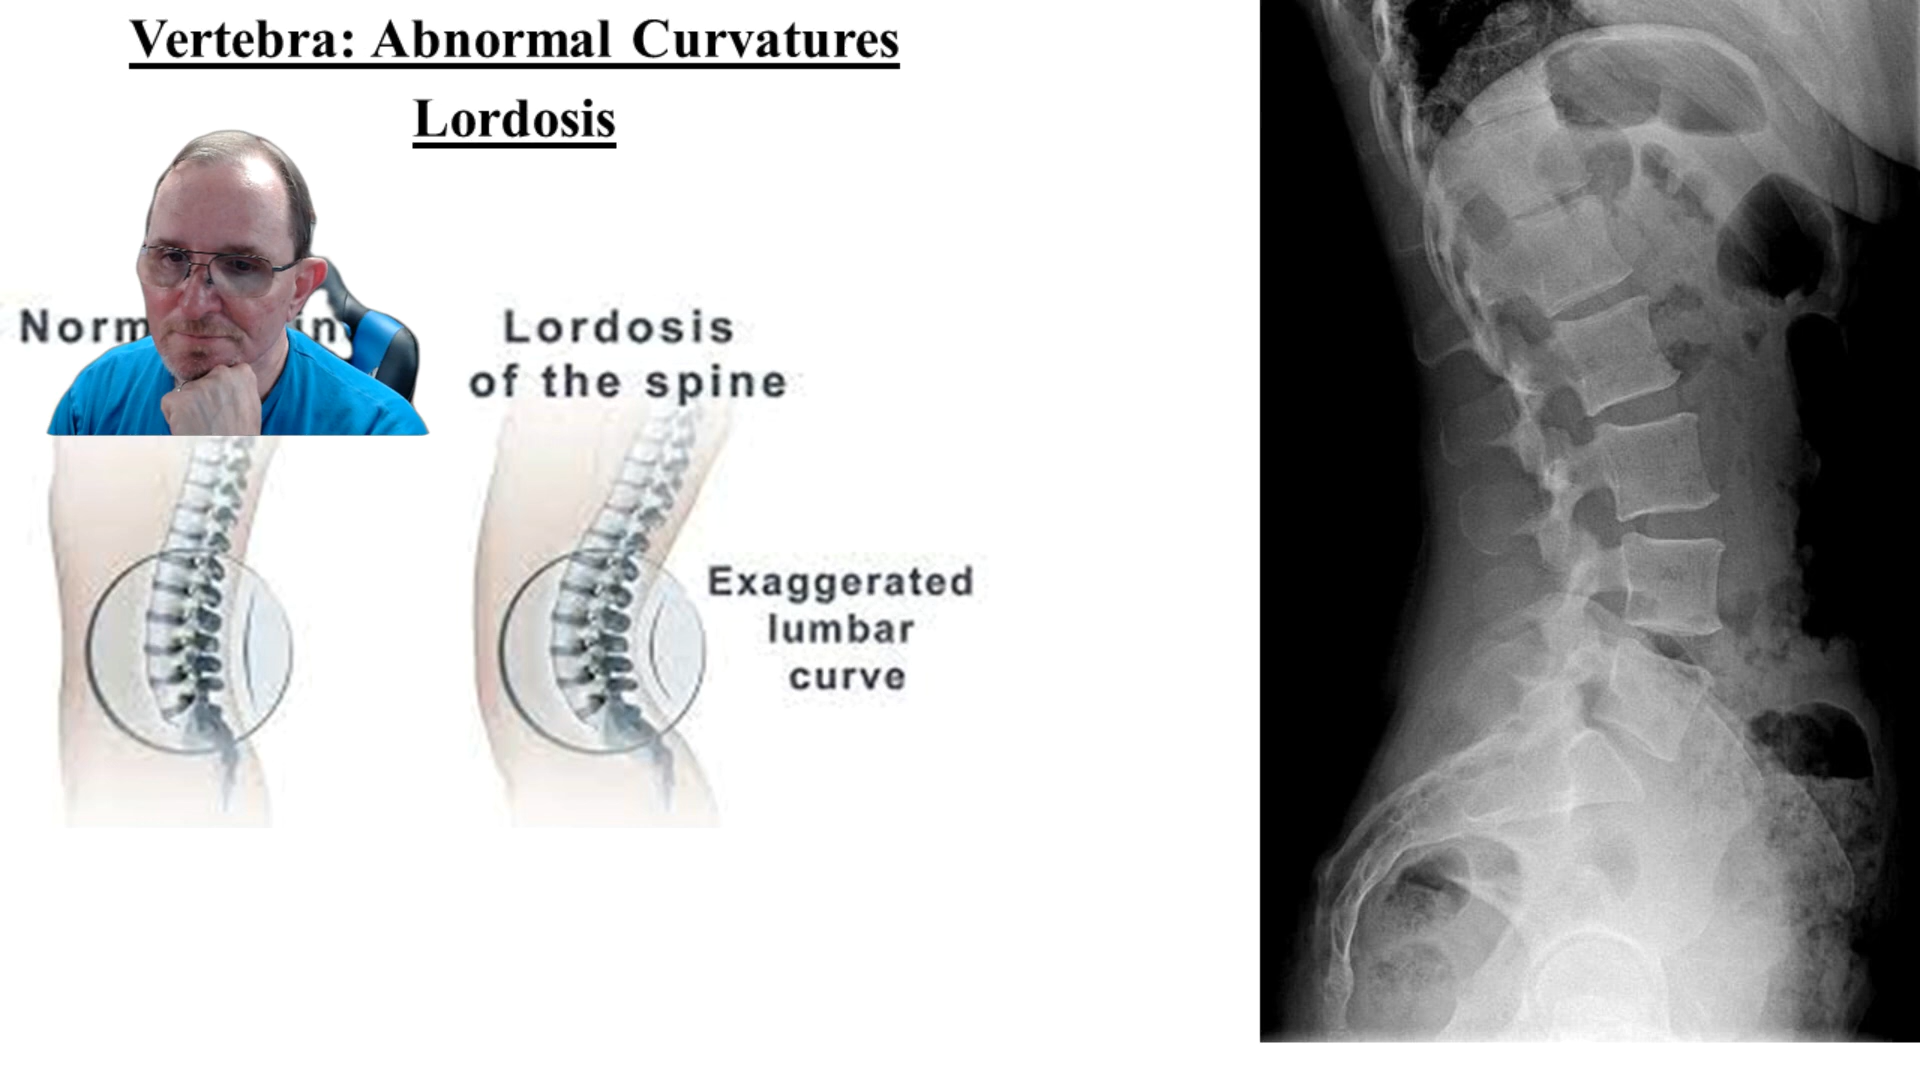 Vertebra: Abnormal Curvatures
Lordosis
Lordosis
of the spine
Exaggerated
lumbar
curve